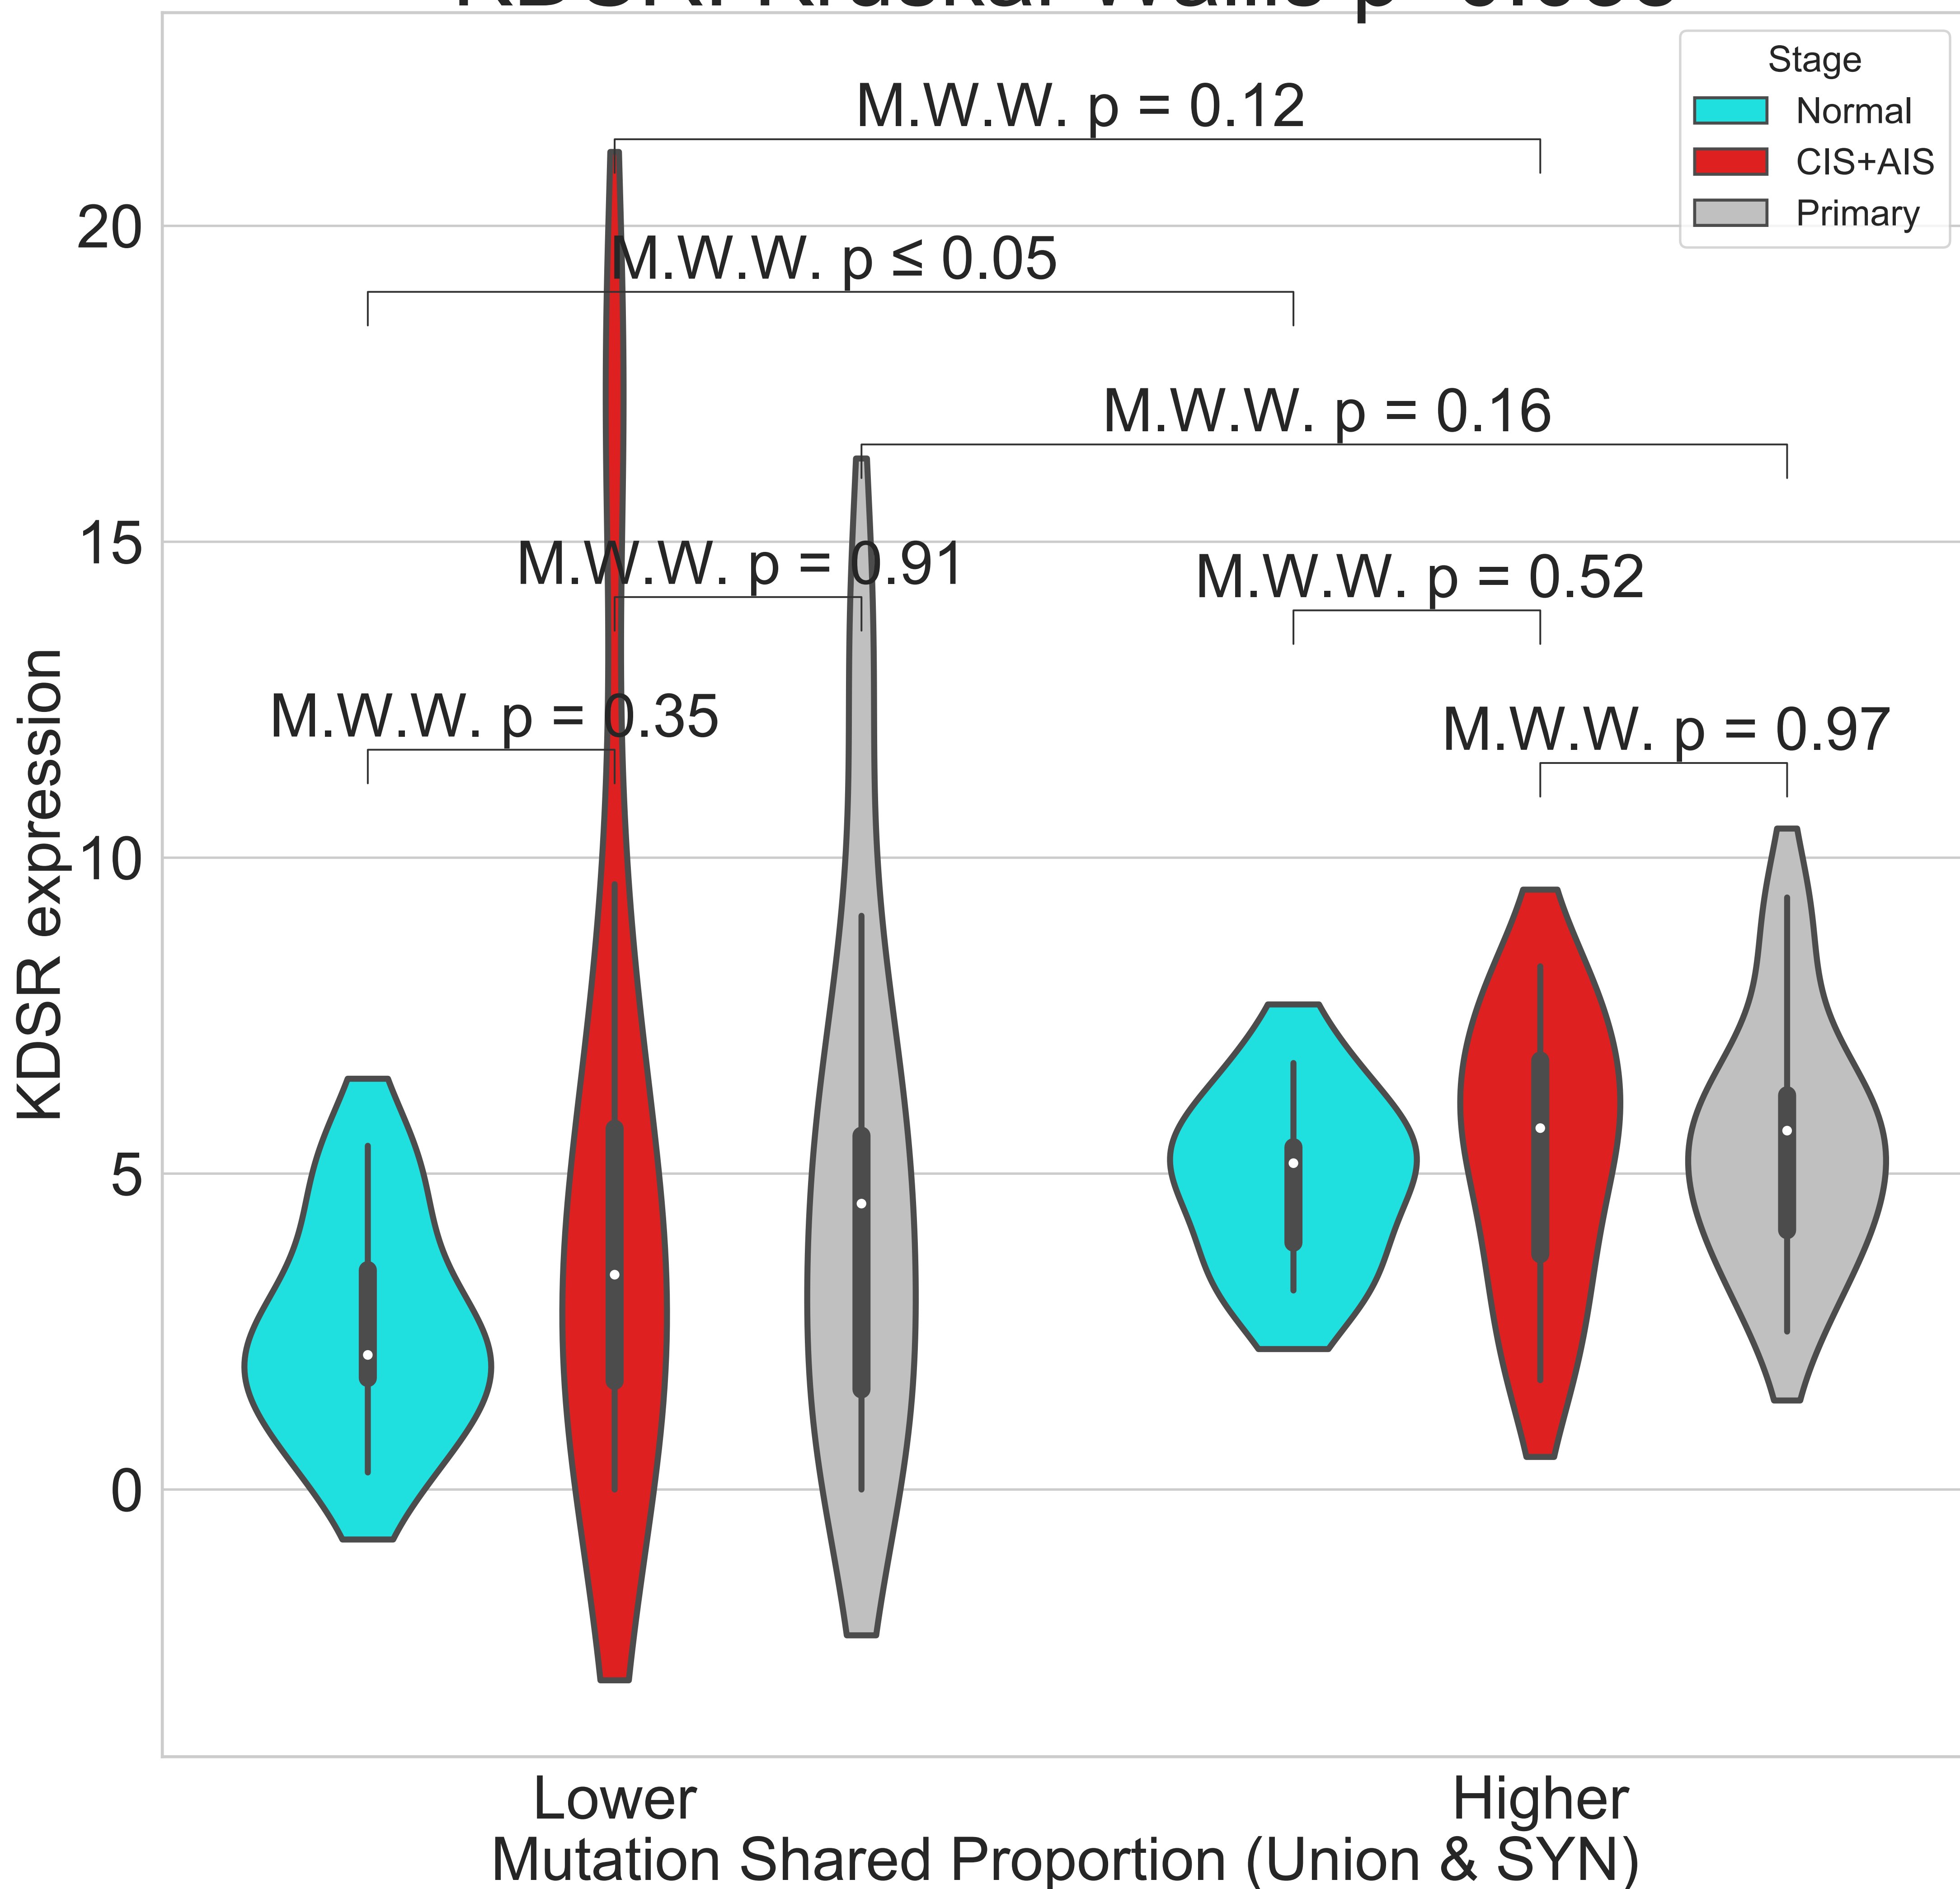 Stage
Normal
CIS+AIS
Primary
M.W.W. p = 0.12
M.W.W. p ≤ 0.05
M.W.W. p = 0.16
M.W.W. p = 0.91
M.W.W. p = 0.52
M.W.W. p = 0.35
M.W.W. p = 0.97
20
15
10
5
0
KDSR expression
Lower
Higher
Mutation Shared Proportion (Union & SYN)